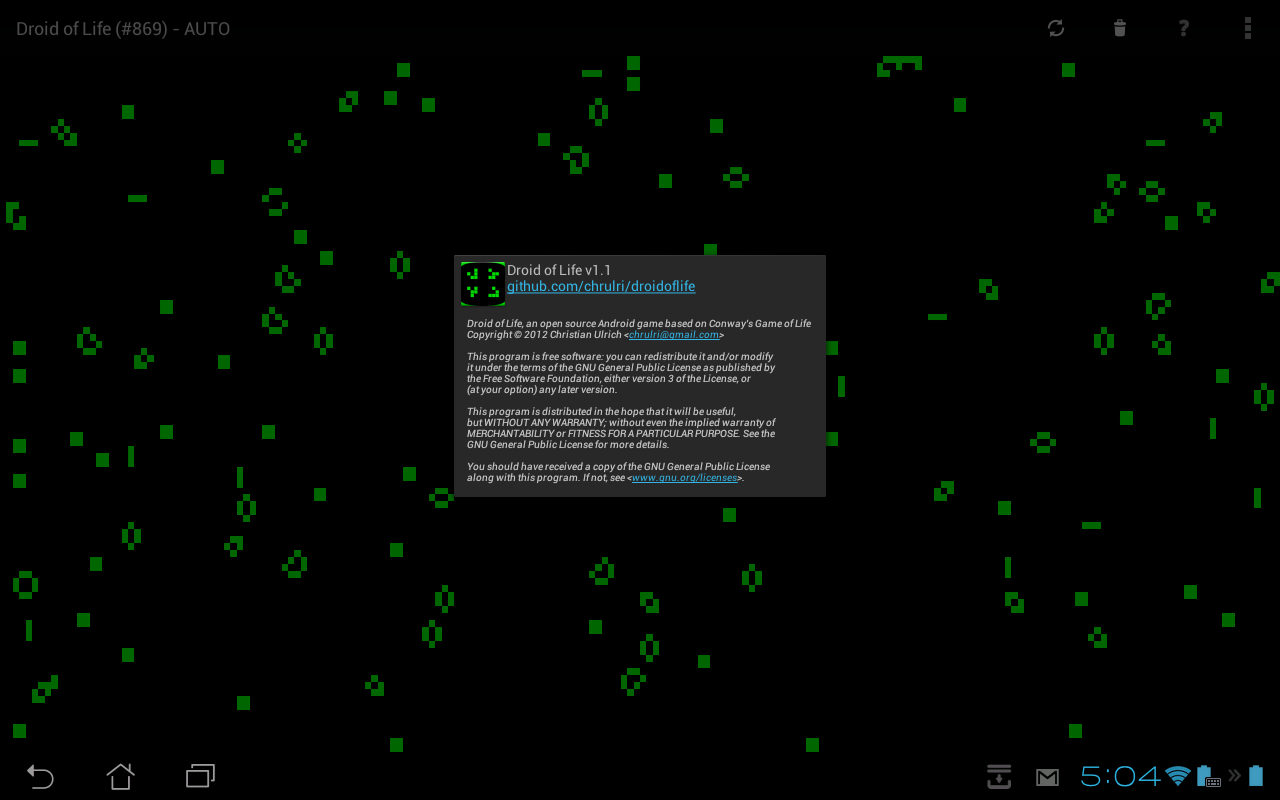 Droid of Life (#869) - AUTO
?
Droid of Life v1.1
github.com/chrulri/droidoflife
Droid of Life, an open source Android game based on Conway's Game of Life
Copyright © 2012 Christian Ulrich <chrulri@gmail.com>
This program is free software: you can redistribute it and/or modify
it under the terms of the GNU General Public License as published by
the Free Software Foundation, either version 3 of the License, or
(at your option) any later version.
This program is distributed in the hope that it will be useful,
but WITHOUT ANY WARRANTY; without even the implied warranty of
MERCHANTABILITY or FITNESS FOR A PARTICULAR PURPOSE. See the
GNU General Public License for more details.
You should have received a copy of the GNU General Public License
along with this program. If not, see <www.gnu.org/licenses>.
5:04